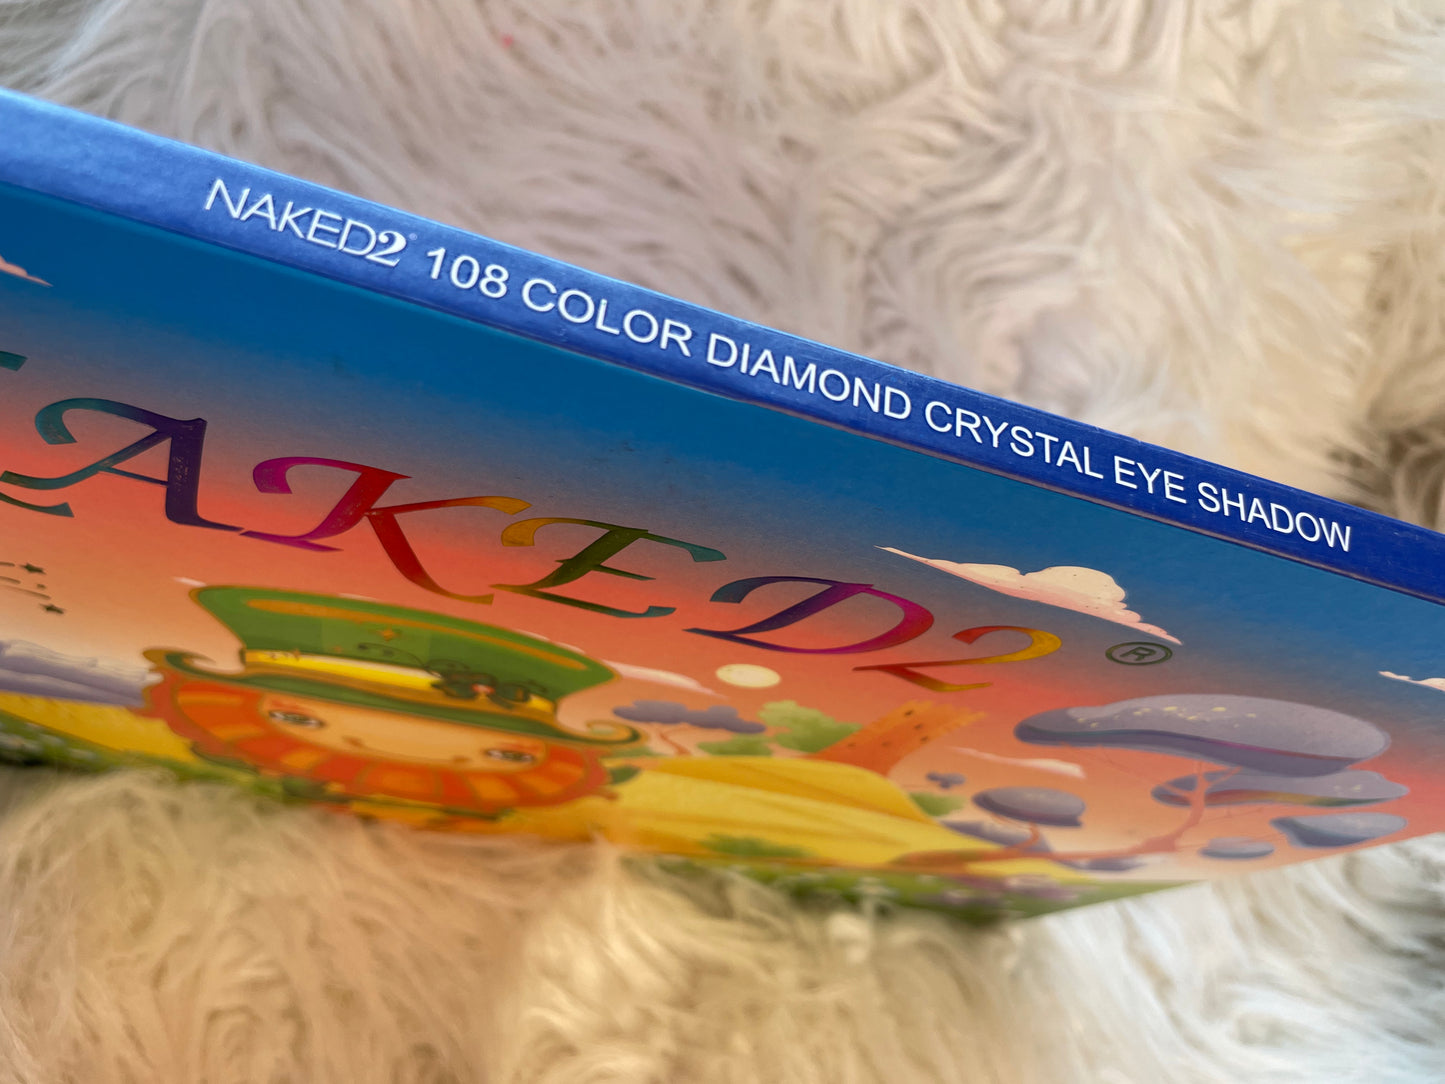 NAKED2® 108 COLOR DIAMOND CRYSTAL EYE SHADOW
AKED2®